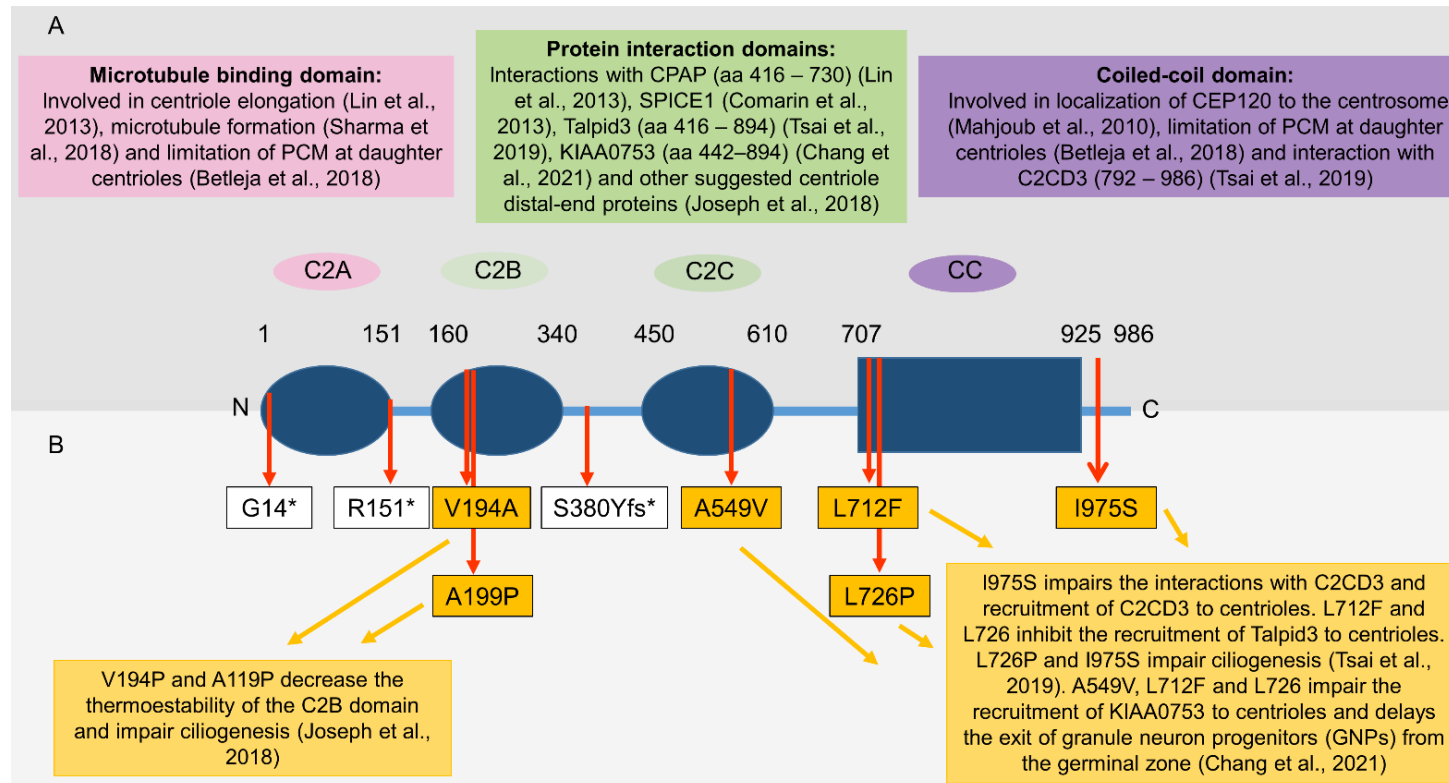 A
Microtubule binding domain:
Involved in centriole elongation (Lin et al.,
2013), microtubule formation (Sharma et
al., 2018) and limitation of PCM at daughter
centrioles (Betleja et al., 2018)
Protein interaction domains:
Interactions with CPAP (aa 416 – 730) (Lin
et al., 2013), SPICE1 (Comarin et al.,
2013), Talpid3 (aa 416 – 894) (Tsai et al.,
2019), KIAA0753 (aa 442–894) (Chang et
al., 2021) and other suggested centriole
distal-end proteins (Joseph et al., 2018)
Coiled-coil domain:
Involved in localization of CEP120 to the centrosome
(Mahjoub et al., 2010), limitation of PCM at daughter
centrioles (Betleja et al., 2018) and interaction with
C2CD3 (792 – 986) (Tsai et al., 2019)
C2A C2B C2C CC
1 151 160 340 450 610 707 925 986
N C
B
G14* R151* V194A S380Yfs* A549V L712F I975S
A199P L726P
V194P and A119P decrease the
thermoestability of the C2B domain
and impair ciliogenesis (Joseph et al.,
2018)
I975S impairs the interactions with C2CD3 and
recruitment of C2CD3 to centrioles. L712F and
L726 inhibit the recruitment of Talpid3 to centrioles.
L726P and I975S impair ciliogenesis (Tsai et al.,
2019). A549V, L712F and L726 impair the
recruitment of KIAA0753 to centrioles and delays
the exit of granule neuron progenitors (GNPs) from
the germinal zone (Chang et al., 2021)